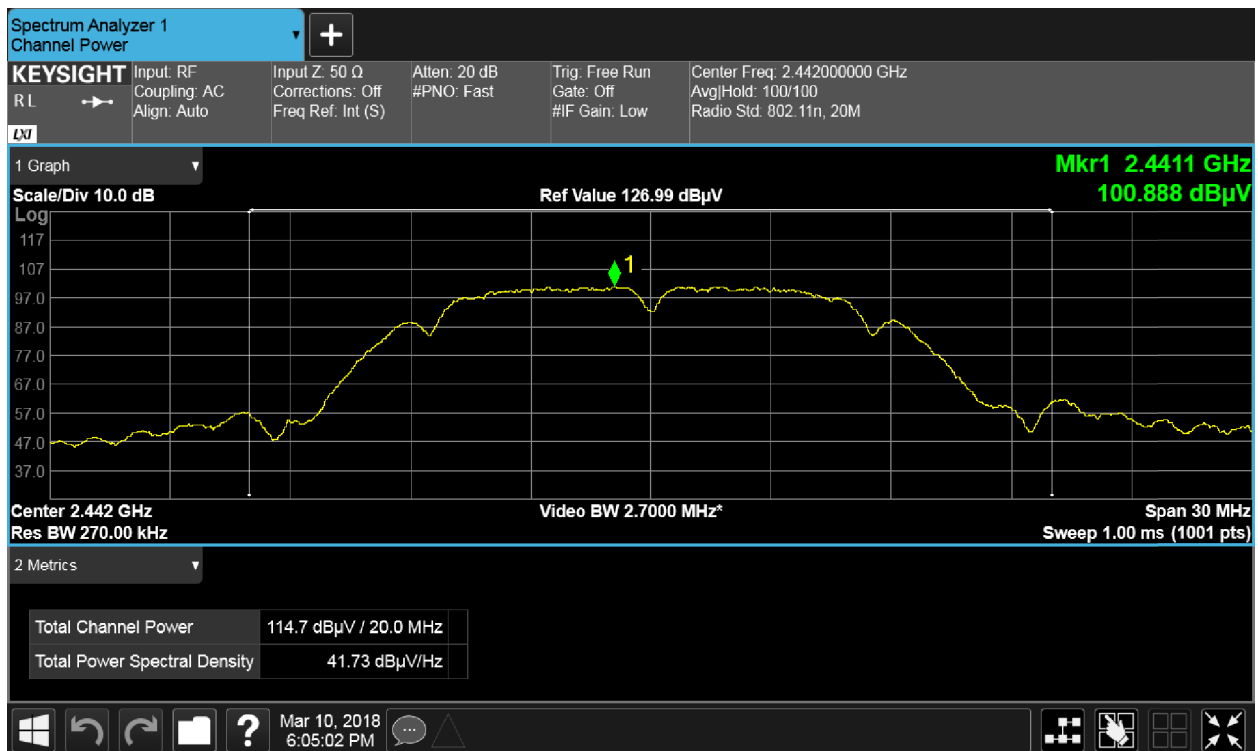 Spectrum Analyzer 1
Channel Power
+
KEYSIGHT
R L
LXI
Input: RF
Coupling: AC
Align: Auto
Input Z: 50 Ω
Corrections: Off
Freq Ref: Int (S)
Atten: 20 dB
#PNO: Fast
Trig: Free Run
Gate: Off
#IF Gain: Low
Center Freq: 2.442000000 GHz
Avg|Hold: 100/100
Radio Std: 802.11n, 20M
1 Graph
Mkr1 2.4411 GHz
100.888 dBµV
Scale/Div 10.0 dB
Ref Value 126.99 dBµV
Log
117
107
97.0
87.0
77.0
67.0
57.0
47.0
37.0
1
Center 2.442 GHz
Video BW 2.7000 MHz*
Span 30 MHz
Res BW 270.00 kHz
Sweep 1.00 ms (1001 pts)
2 Metrics
Total Channel Power 114.7 dBµV / 20.0 MHz
Total Power Spectral Density 41.73 dBµV/Hz
?
Mar 10, 2018
6:05:02 PM